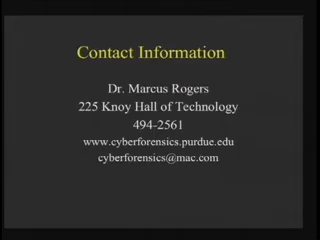 Contact Information
Dr. Marcus Rogers
225 Knoy Hall of Technology
494-2561
www.cyberforensics.purdue.edu
cyberforensics@mac.com